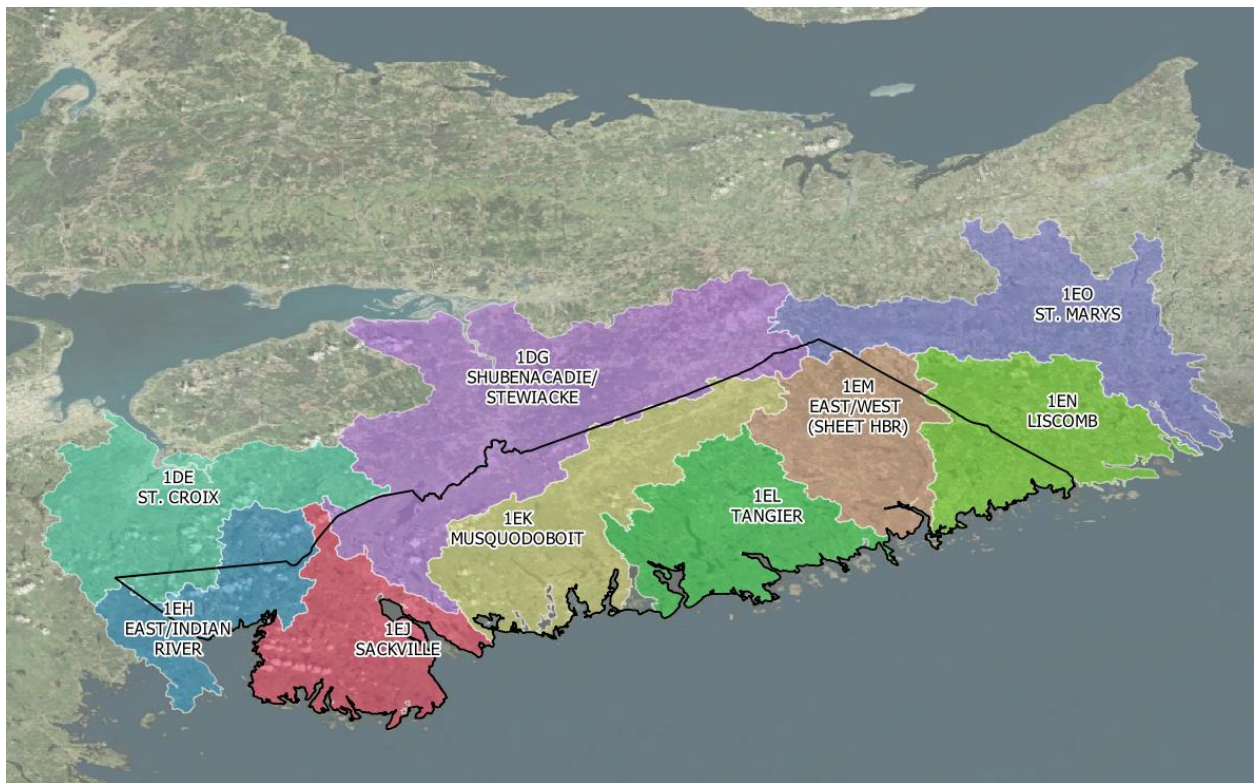 1EO
ST. MARYS
1DG
SHUBENACADIE/
STEWIACKE
1EM
EAST/WEST
(SHEET HBR)
1EN
LISCOMB
1DE
ST. CROIX
1EK
MUSQUODOBOIT
1EL
TANGIER
1EH
EAST/INDIAN
RIVER
1EJ
SACKVILLE